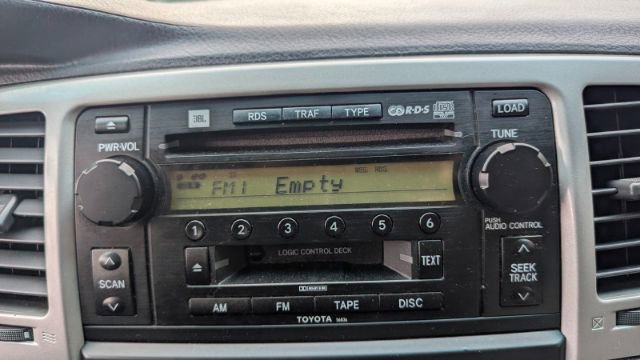 JBL
RDS TRAF TYPE R·D·S
LOAD
PWR·VOL
TUNE
FM1 Empty
1 2 3 4 5 6
PUSH
AUDIO CONTROL
LOGIC CONTROL DECK
SCAN
TEXT
SEEK
TRACK
AM FM TAPE DISC
TOYOTA